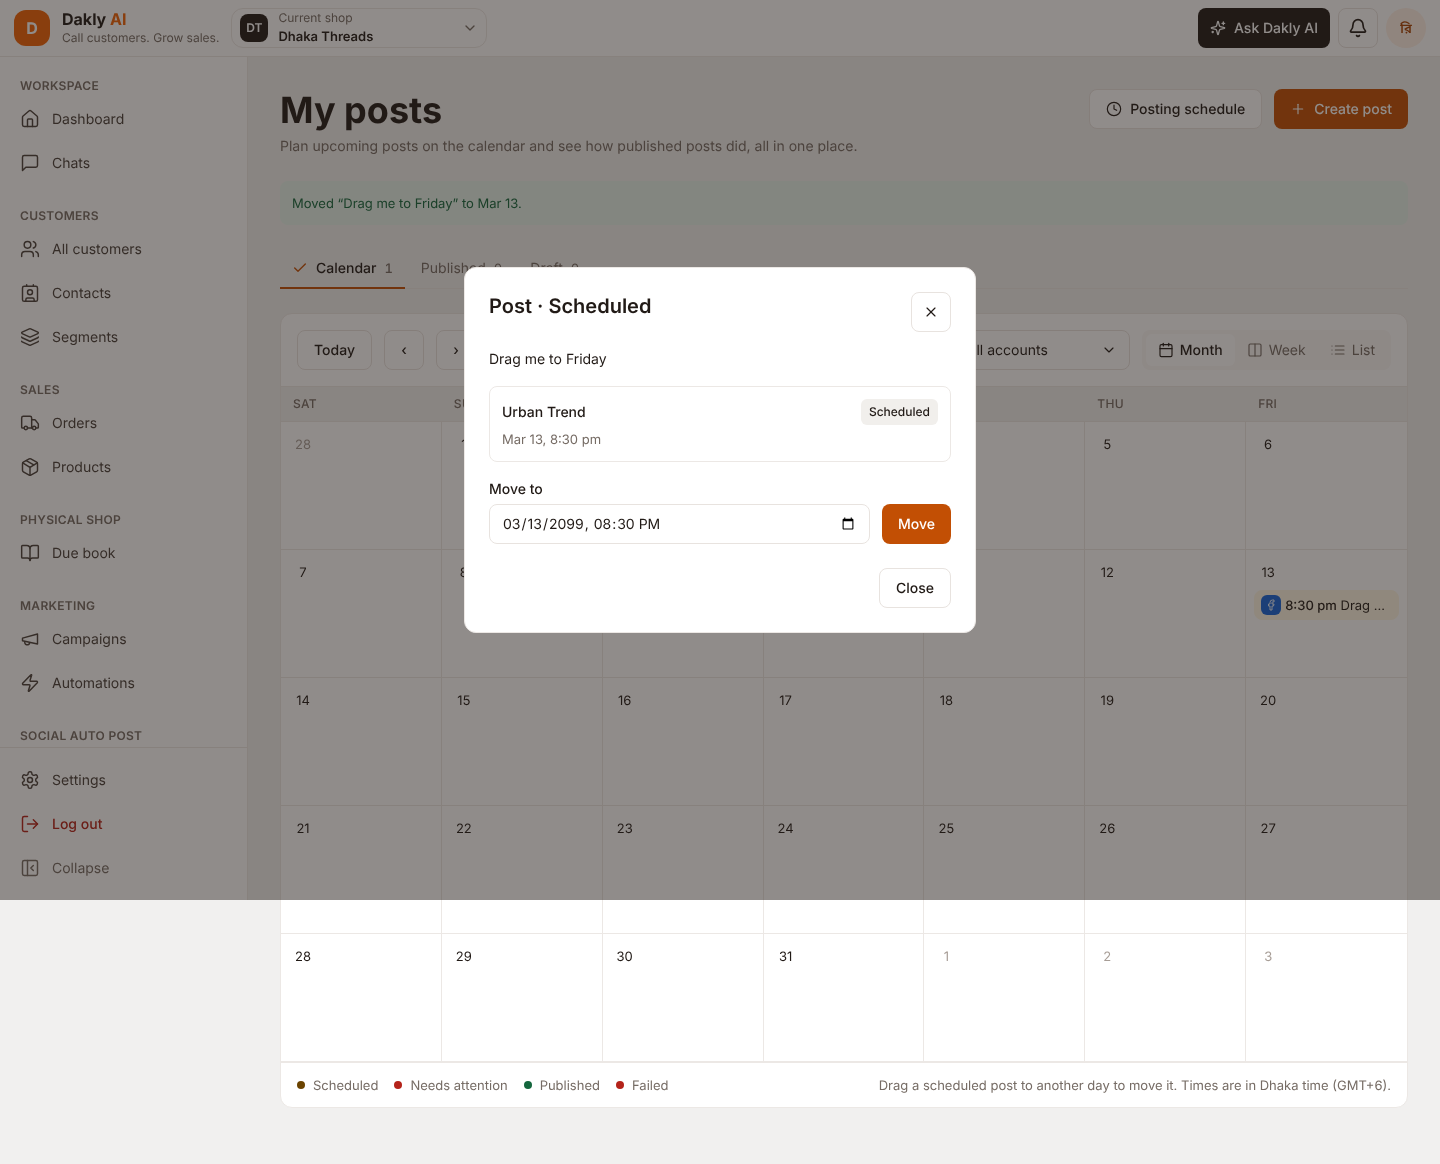 D
Dakly AI
Call customers. Grow sales.
DT
Current shop
Dhaka Threads
Ask Dakly AI
রি
WORKSPACE
Dashboard
Chats
CUSTOMERS
All customers
Contacts
Segments
SALES
Orders
Products
PHYSICAL SHOP
Due book
MARKETING
Campaigns
Automations
SOCIAL AUTO POST
Settings
Log out
Collapse
My posts
Plan upcoming posts on the calendar and see how published posts did, all in one place.
Posting schedule
+ Create post
Moved “Drag me to Friday” to Mar 13.
Calendar 1
Post · Scheduled
Drag me to Friday
Urban Trend
Scheduled
Mar 13, 8:30 pm
Move to
03/13/2099, 08:30 PM
Move
Close
Today ‹ ›
accounts
Month Week List
SAT THU FRI
28 5 6
7 12 13
8:30 pm Drag ...
14 15 16 17 18 19 20
21 22 23 24 25 26 27
28 29 30 31 1 2 3
Scheduled Needs attention Published Failed
Drag a scheduled post to another day to move it. Times are in Dhaka time (GMT+6).